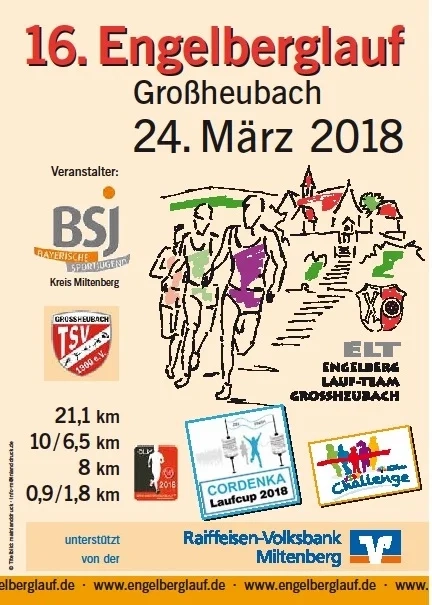 16. Engelberglauf
Großheubach
24. März 2018
Veranstalter:
BSJ
BAYERISCHE
SPORTJUGEND
Kreis Miltenberg
GROSSHEUBACH
TSV
1900 e.V.
ELT
ENGELBERG
LAUF-TEAM
GROSSHEUBACH
21,1 km
10/6,5 km
8 km
0,9/1,8 km
2018
CORDENKA
Laufcup 2018
Challenge
unterstützt
von der
Raiffeisen-Volksbank
Miltenberg
elberglauf.de · www.engelberglauf.de · www.engelberglauf.de · www.engelbe